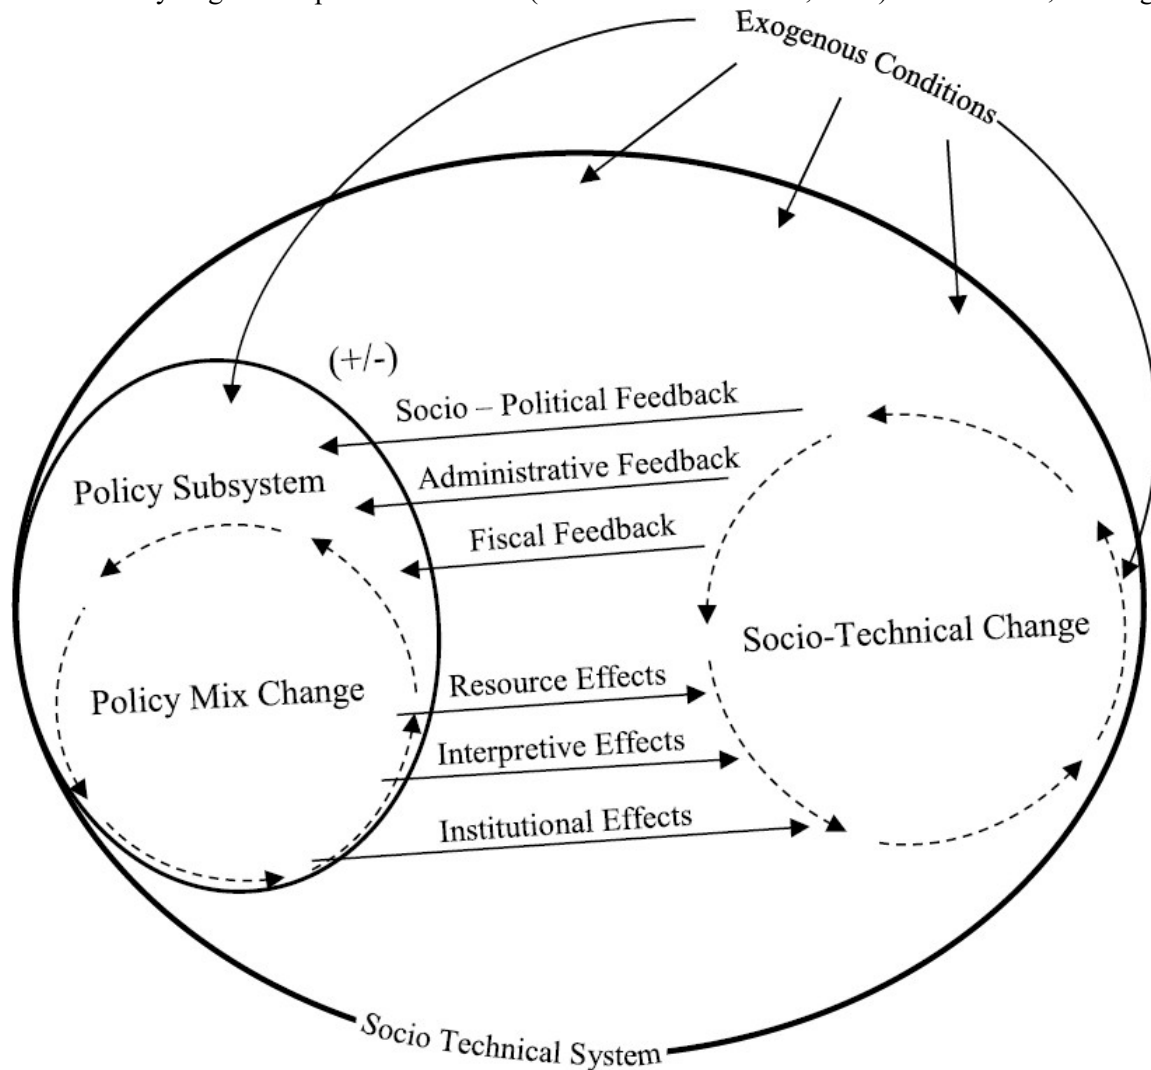 Exogenous Conditions
(+/-)
Socio – Political Feedback
Administrative Feedback
Policy Subsystem
Fiscal Feedback
Socio-Technical Change
Resource Effects
Policy Mix Change
Interpretive Effects
Institutional Effects
Socio Technical System